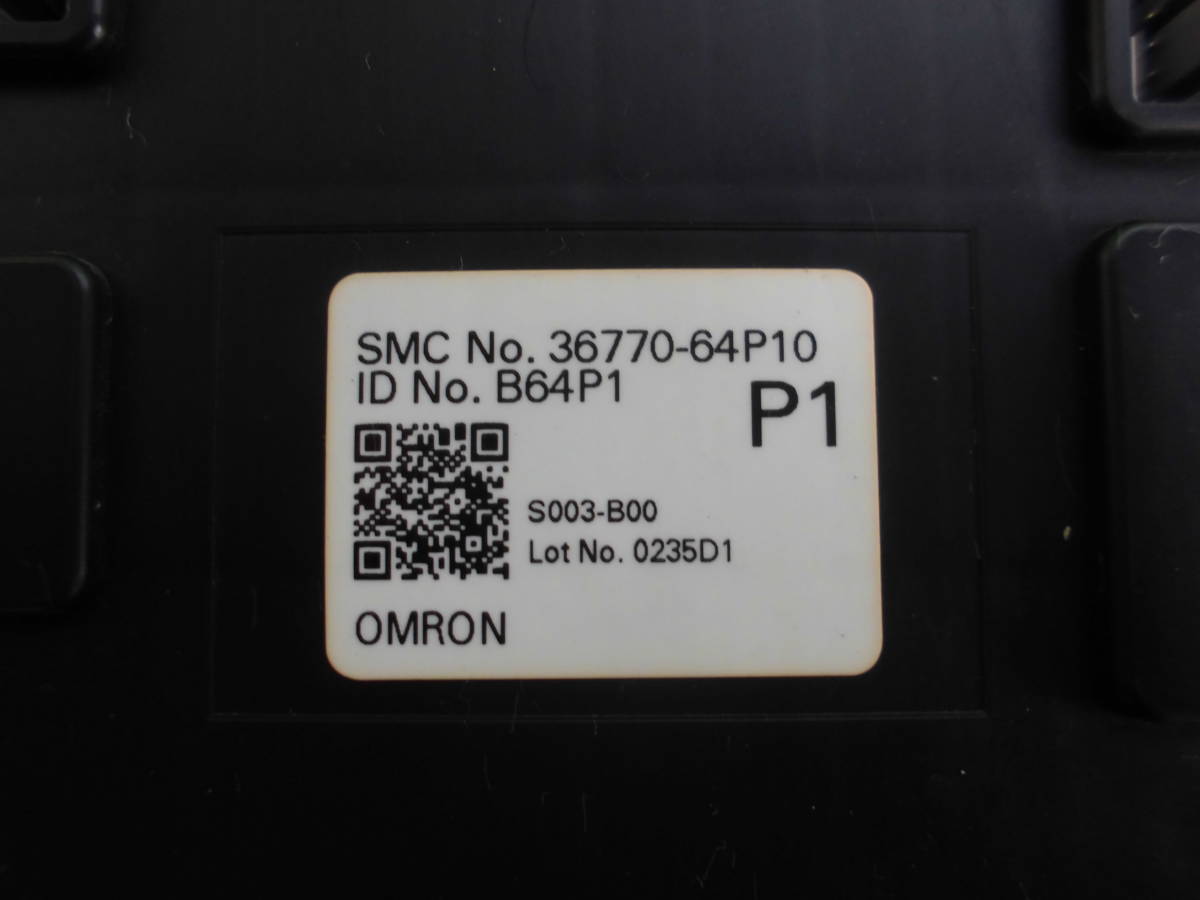 SMC No. 36770-64P10
ID No. B64P1
P1
S003-B00
Lot No. 0235D1
OMRON